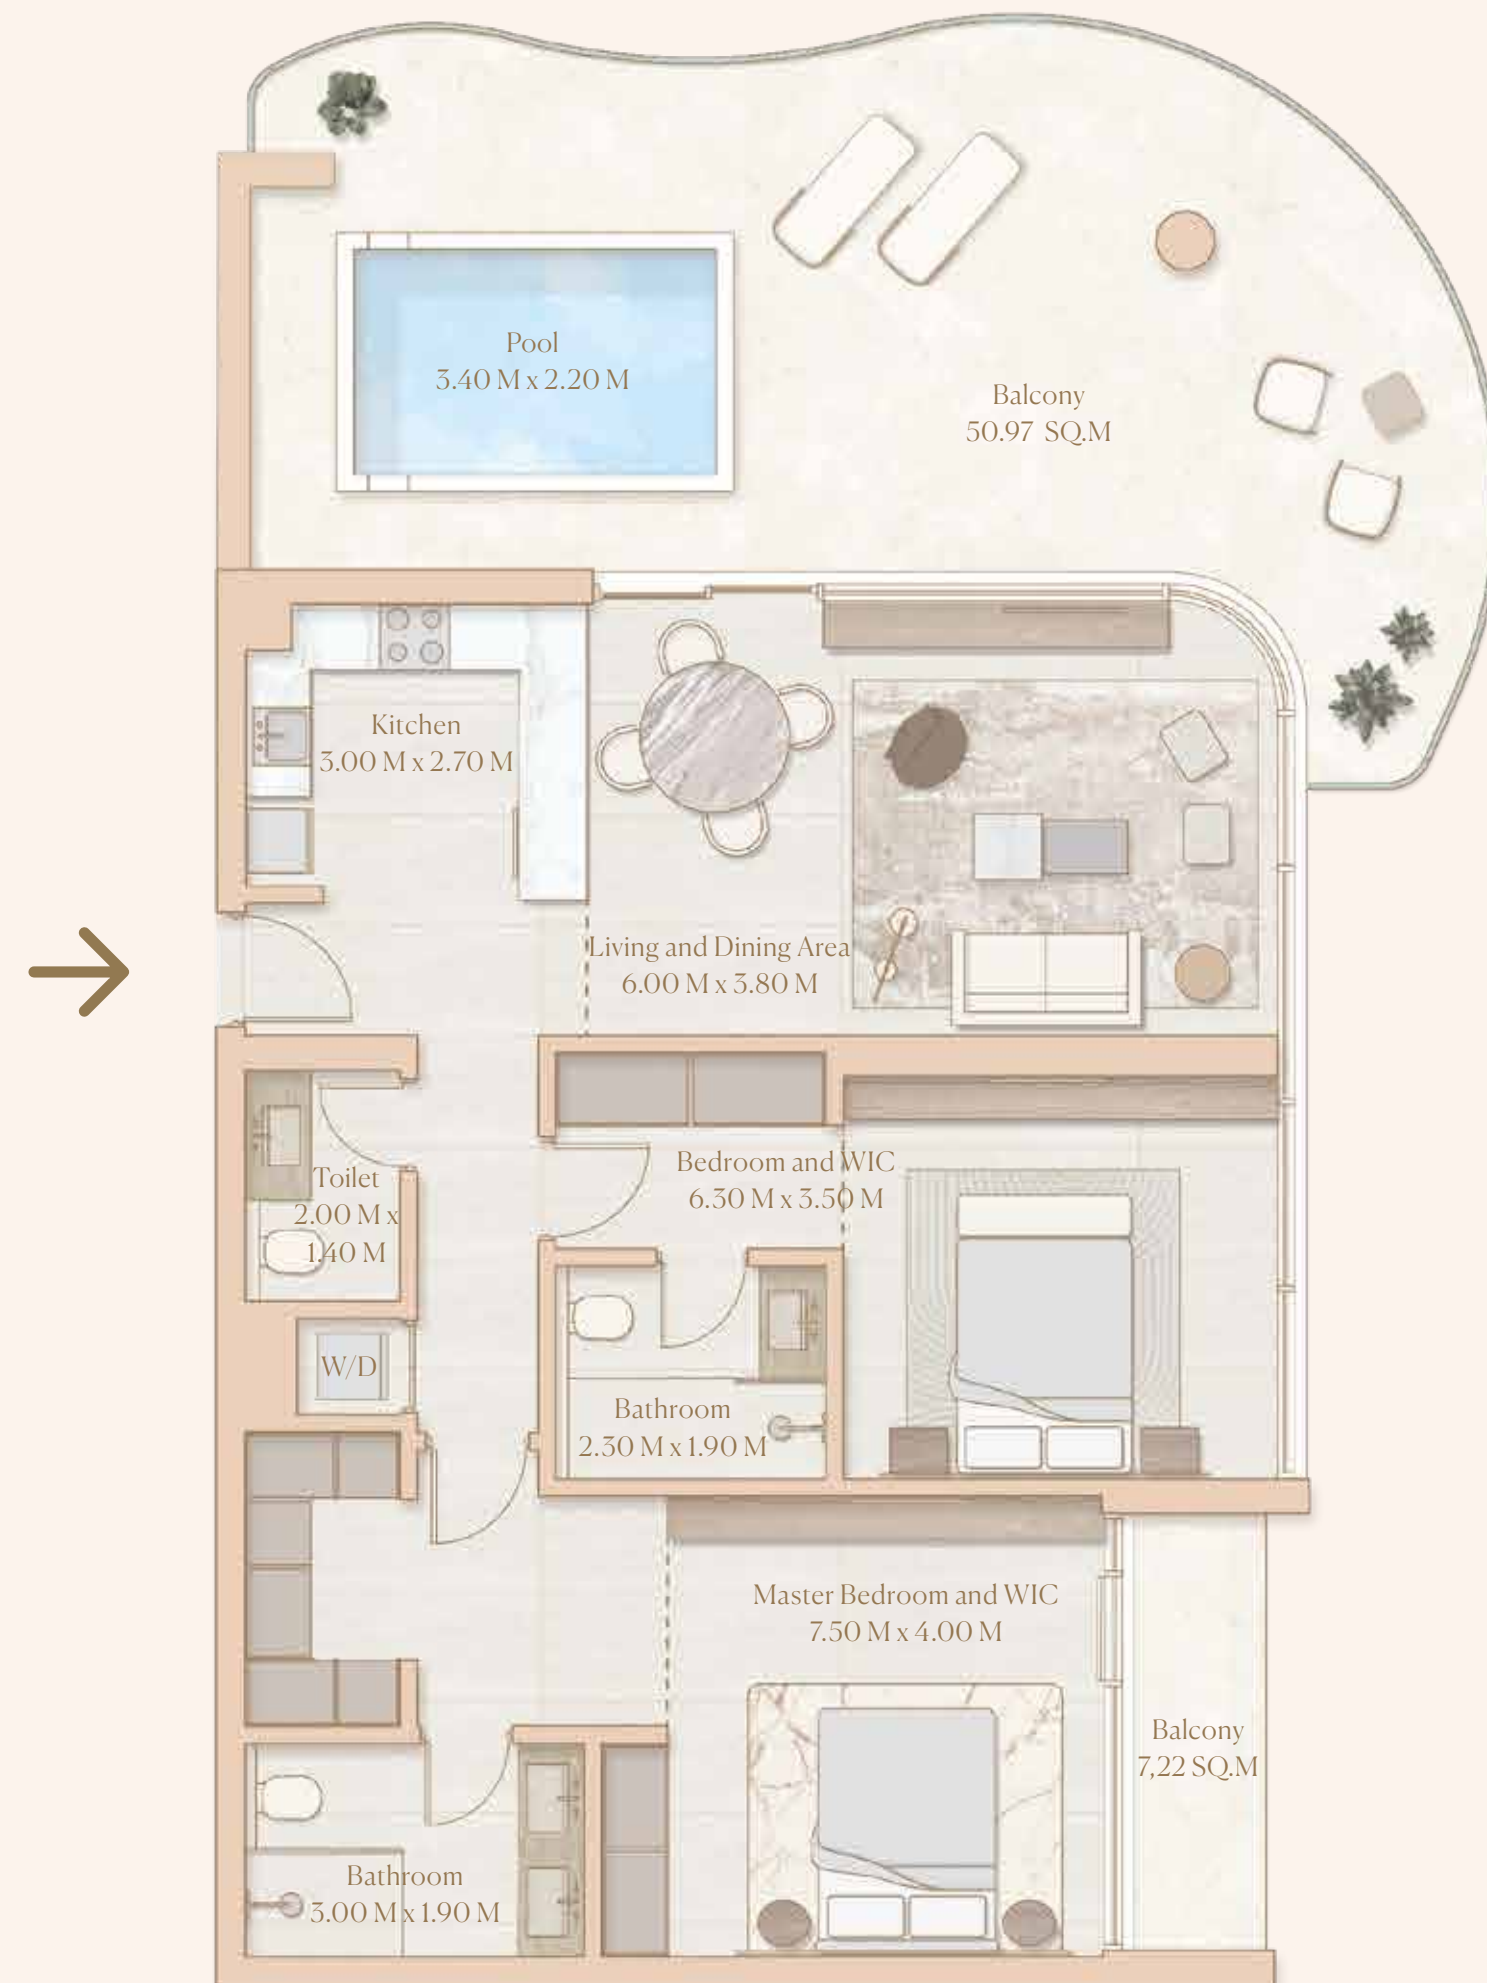 Pool
3.40 M x 2.20 M
Balcony
50.97 SQ.M
Kitchen
3.00 M x 2.70 M
Living and Dining Area
6.00 M x 3.80 M
Bedroom and WIC
6.30 M x 3.50 M
Toilet
2.00 M x
1.40 M
W/D
Bathroom
2.30 M x 1.90 M
Master Bedroom and WIC
7.50 M x 4.00 M
Balcony
7,22 SQ.M
Bathroom
3.00 M x 1.90 M